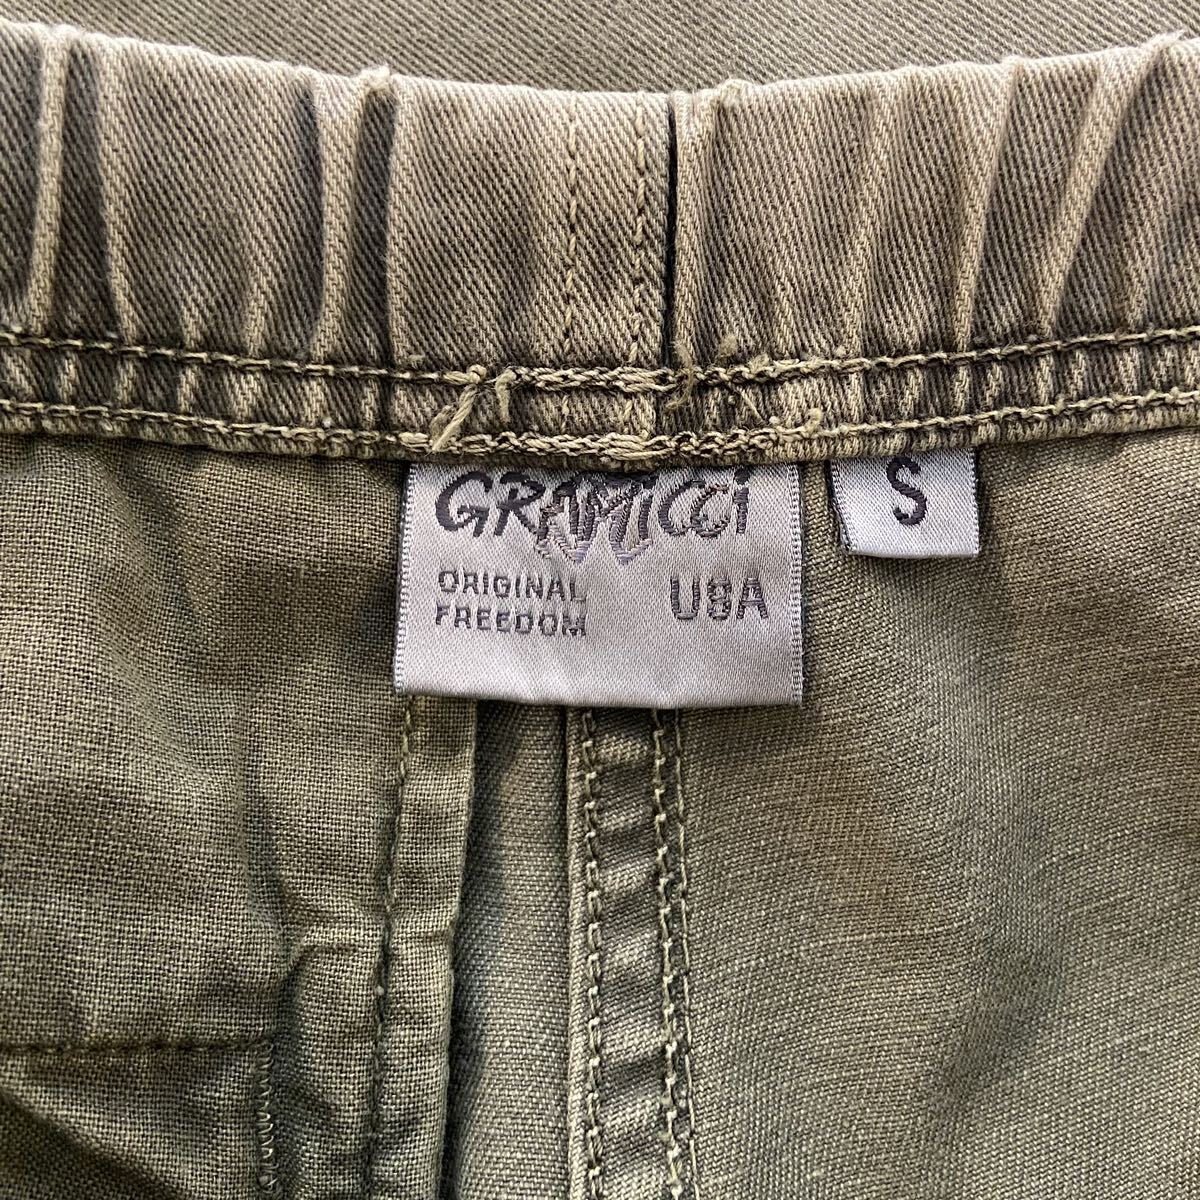 GRAMiCCi
ORIGINAL
FREEDOM
USA
S